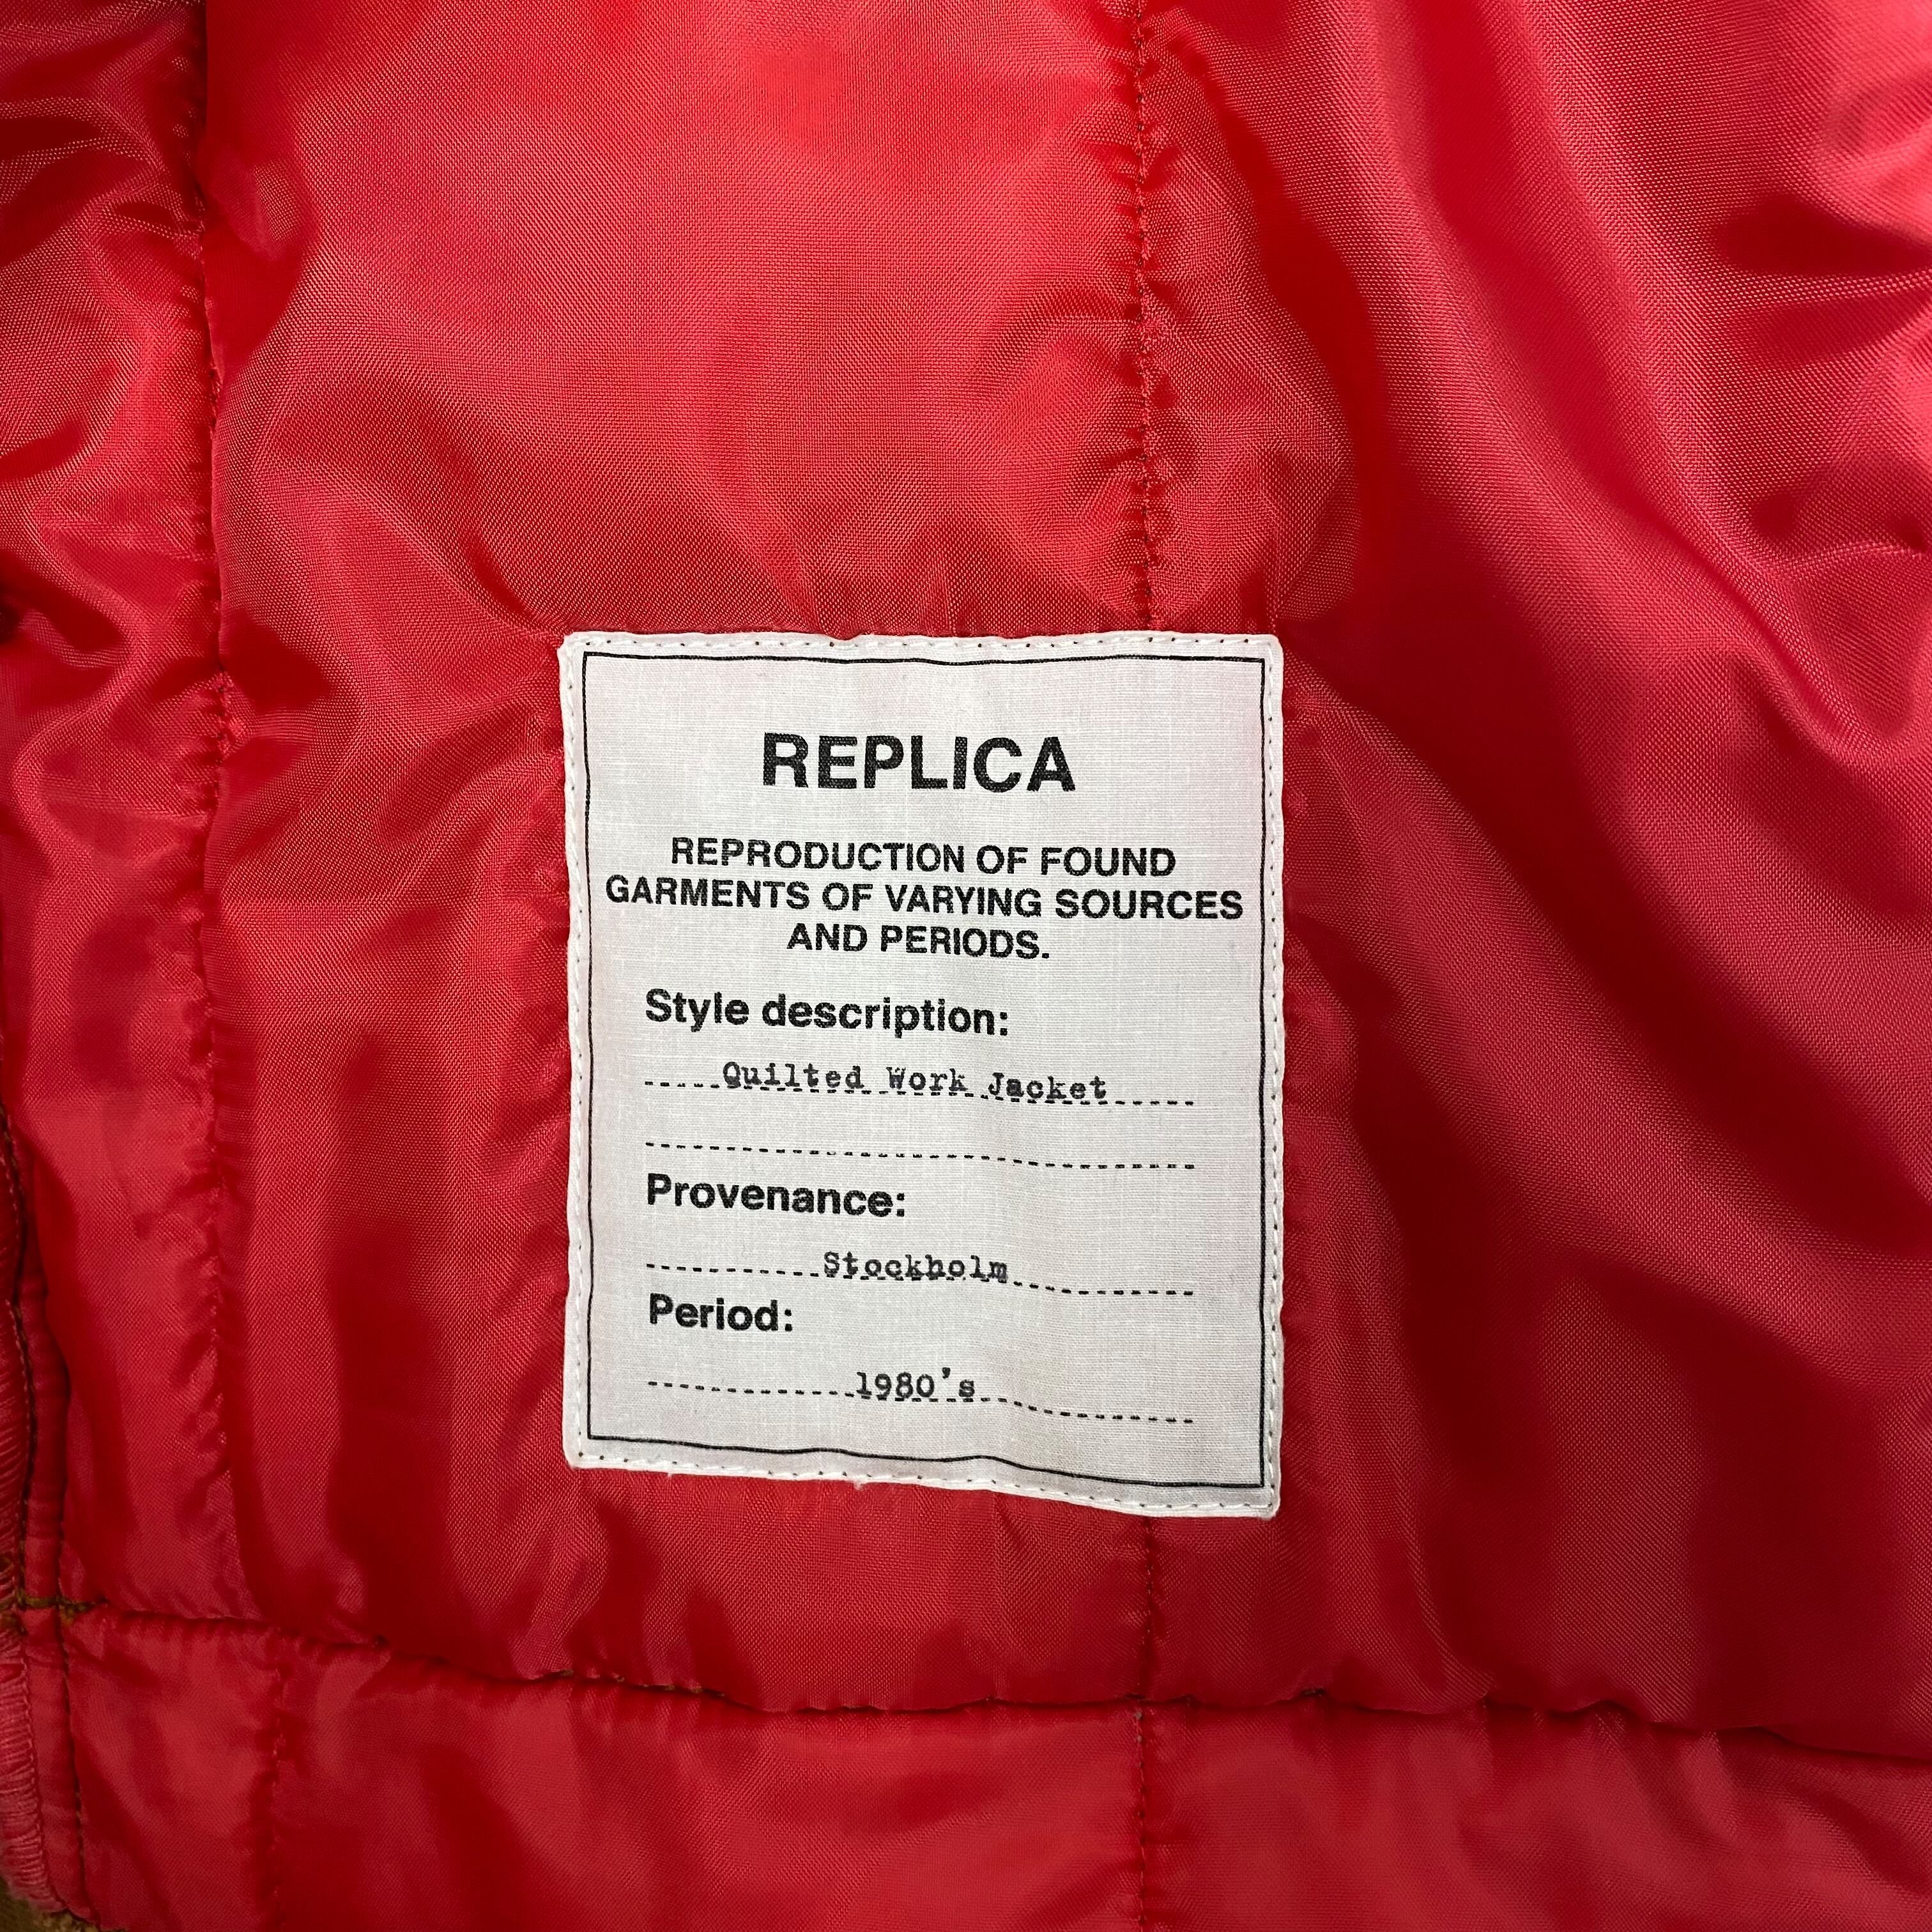 REPLICA
REPRODUCTION OF FOUND
GARMENTS OF VARYING SOURCES
AND PERIODS.
Style description:
Quilted Work Jacket
Provenance:
Stockholm
Period:
1980's